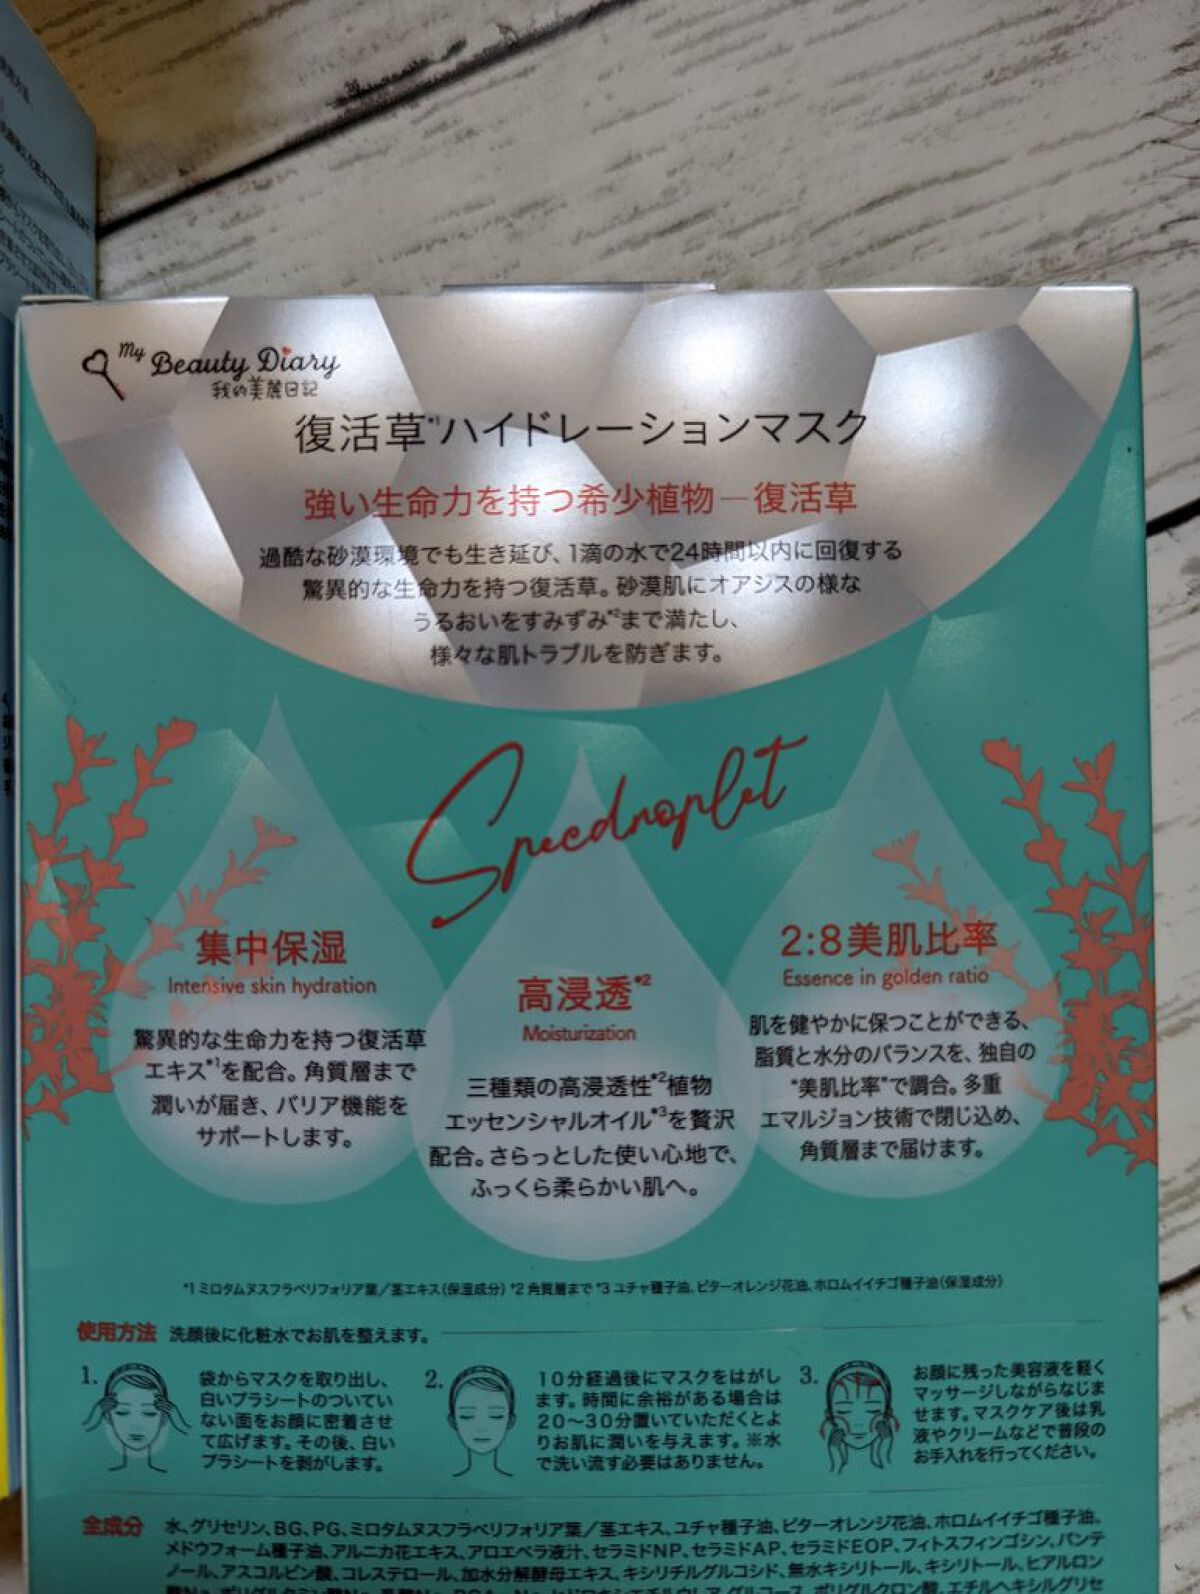 My Beauty Diary
我的美麗日記
復活草*1ハイドレーションマスク
強い生命力を持つ希少植物―復活草
過酷な砂漠環境でも生き延び、1滴の水で24時間以内に回復する
驚異的な生命力を持つ復活草。砂漠肌にオアシスの様な
うるおいをすみずみ*2まで満たし、
様々な肌トラブルを防ぎます。
Speedroplet
集中保湿
Intensive skin hydration
驚異的な生命力を持つ復活草
エキス*1を配合。角質層まで
潤いが届き、バリア機能を
サポートします。
高浸透*2
Moisturization
三種類の高浸透性*2植物
エッセンシャルオイル*3を贅沢
配合。さらっとした使い心地で、
ふっくら柔らかい肌へ。
2:8美肌比率
Essence in golden ratio
肌を健やかに保つことができる、
脂質と水分のバランスを、独自の
"美肌比率"で調合。多重
エマルジョン技術で閉じ込め、
角質層まで届けます。
*1 ミロタムヌスフラベリフォリア葉/茎エキス(保湿成分) *2 角質層まで *3 ユチャ種子油、ビターオレンジ花油、ホロムイイチゴ種子油(保湿成分)
使用方法 洗顔後に化粧水でお肌を整えます。
1.
袋からマスクを取り出し、
白いプラシートのついてい
ない面をお顔に密着させ
て広げます。その後、白い
プラシートを剥がします。
2.
10分経過後にマスクをはがし
ます。時間に余裕がある場合は
20〜30分置いていただくとよ
りお肌に潤いを与えます。※水
で洗い流す必要はありません。
3.
お顔に残った美容液を軽く
マッサージしながらなじま
せます。マスクケア後は乳
液やクリームなどで普段の
お手入れを行ってください。
全成分 水、グリセリン、BG、PG、ミロタムヌスフラベリフォリア葉/茎エキス、ユチャ種子油、ビターオレンジ花油、ホロムイイチゴ種子油、
メドウフォーム種子油、アルニカ花エキス、アロエベラ液汁、セラミドNP、セラミドAP、セラミドEOP、フィトスフィンゴシン、パンテ
ノール、アスコルビン酸、コレステロール、加水分解酵母エキス、キシリチルグルコシド、無水キシリトール、キシリトール、ヒアルロン